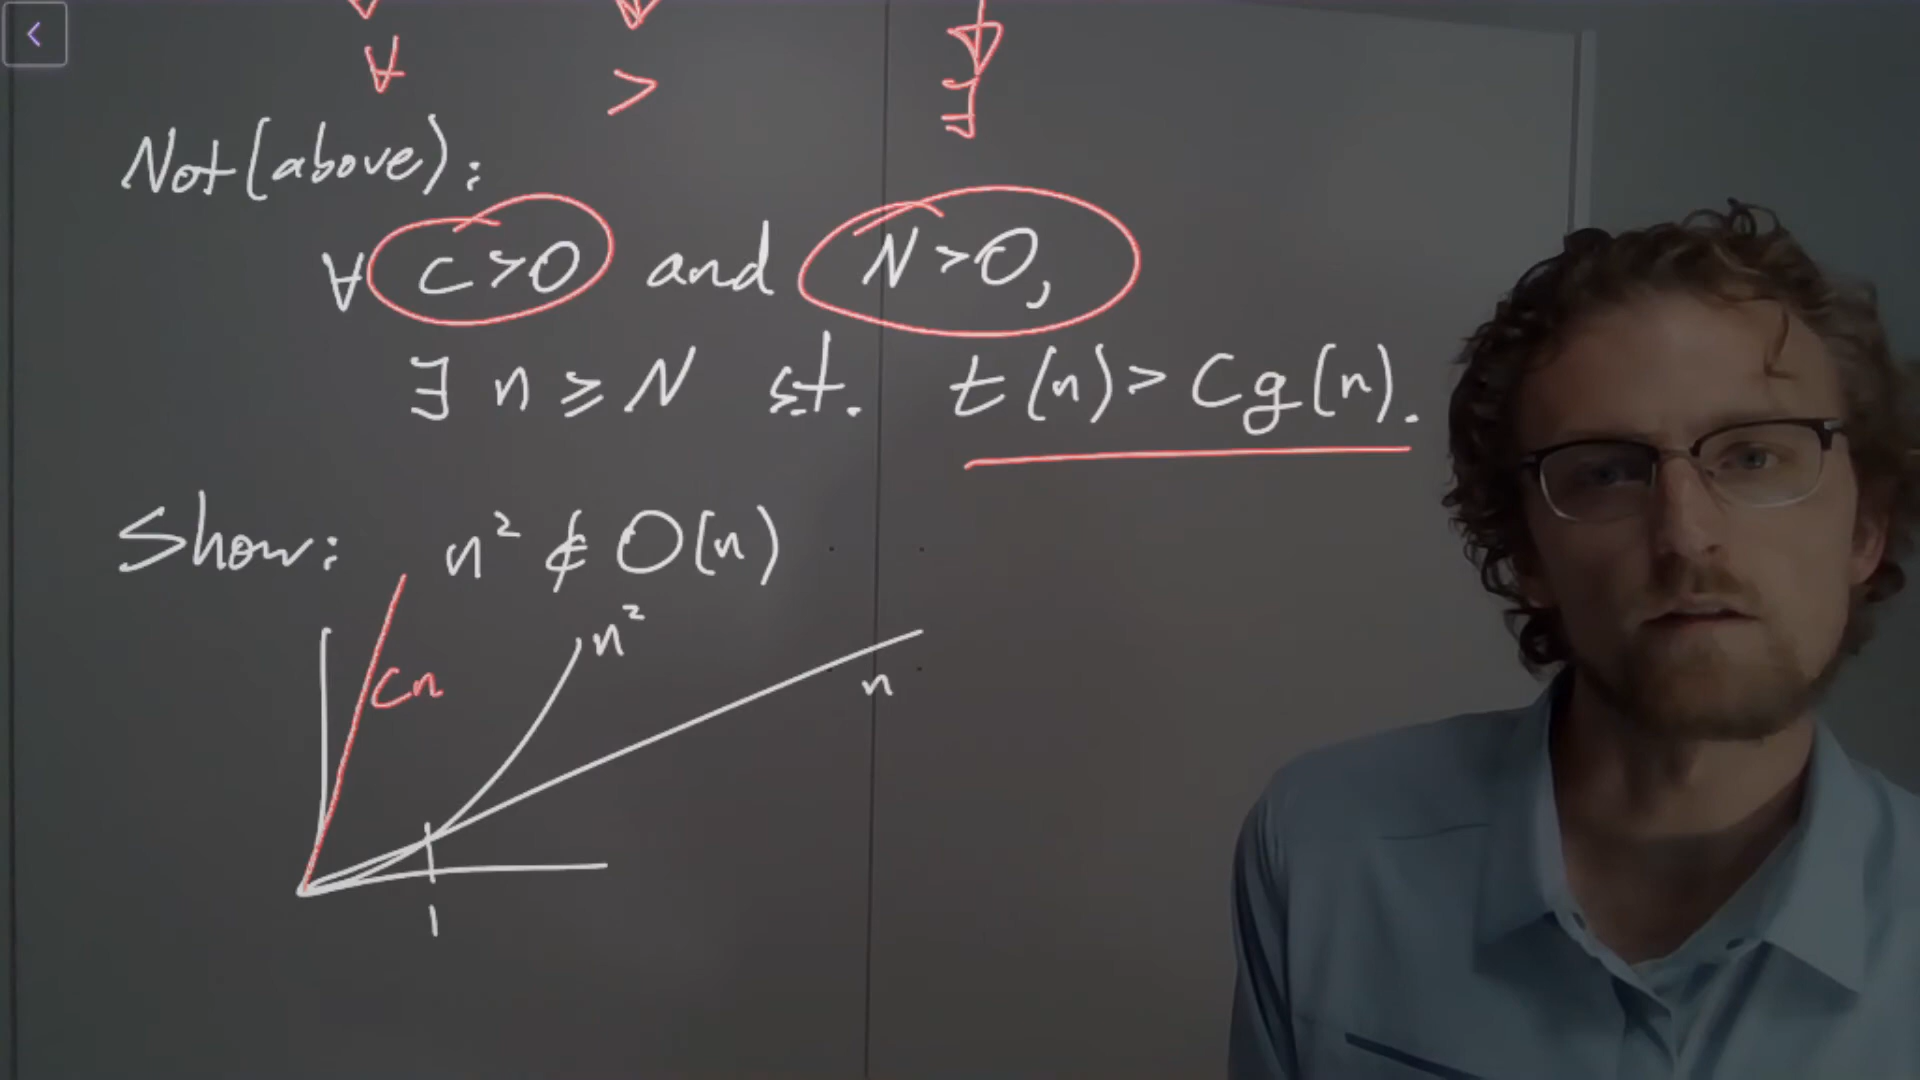 ∀ > ∃
Not(above):
∀ C>0 and N>0,
∃ n ≥ N s.t. t(n) > Cg(n).
Show: n² ∉ O(n)
n²
Cn
n
1